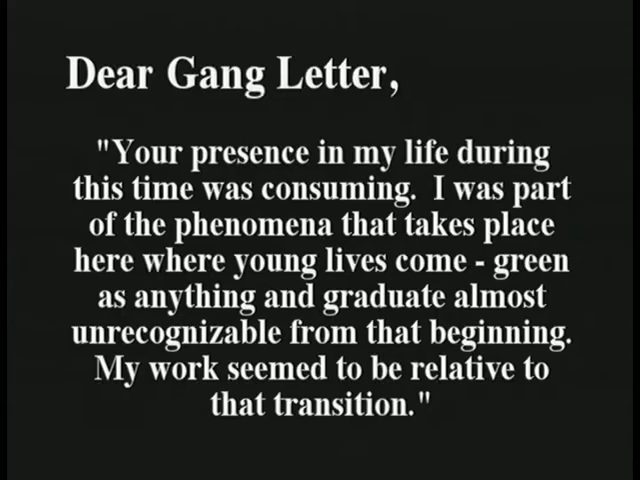 Dear Gang Letter,
"Your presence in my life during
this time was consuming. I was part
of the phenomena that takes place
here where young lives come - green
as anything and graduate almost
unrecognizable from that beginning.
My work seemed to be relative to
that transition."